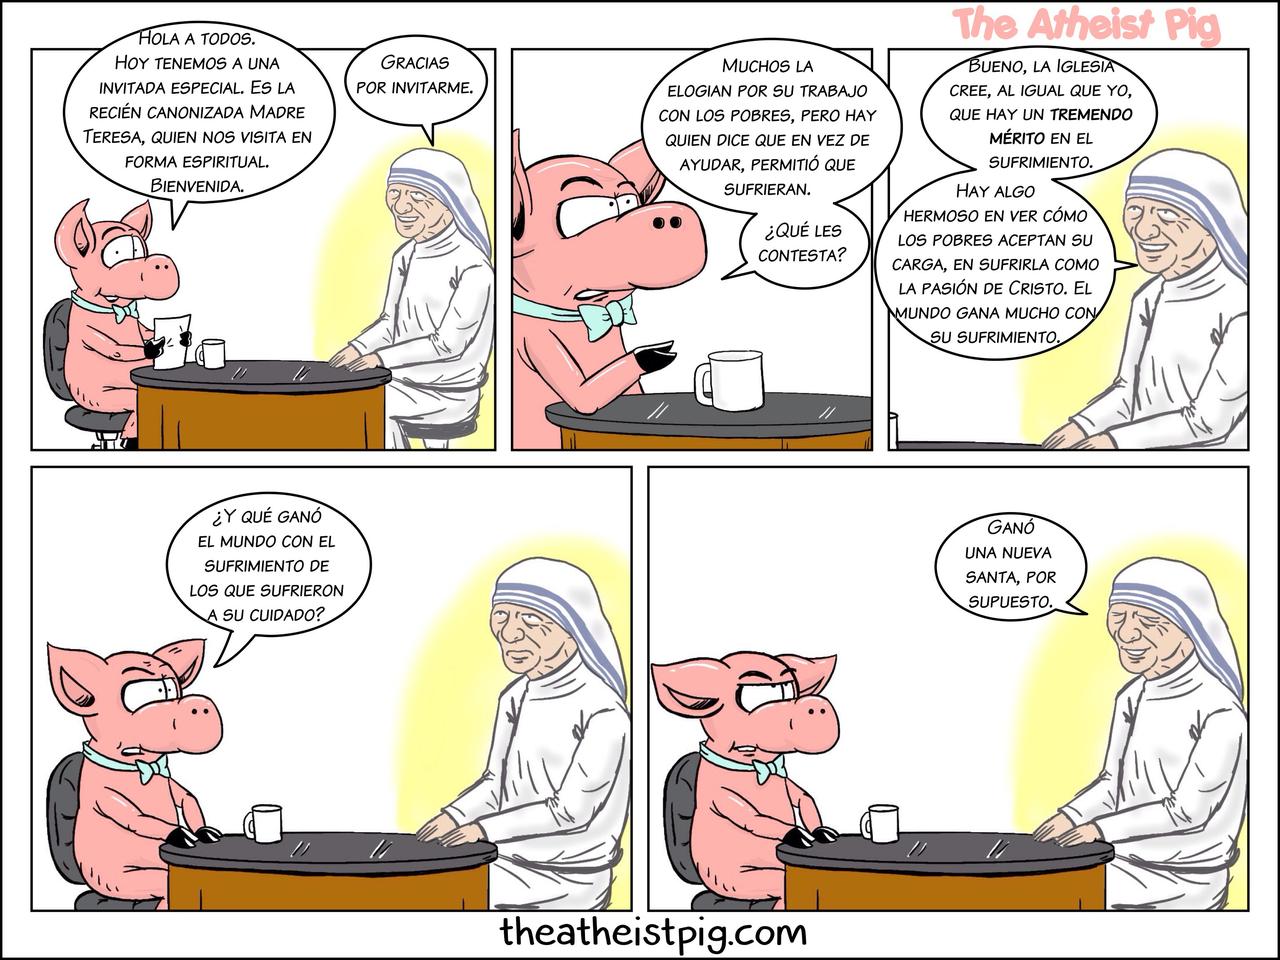 The Atheist Pig
HOLA A TODOS.
HOY TENEMOS A UNA
INVITADA ESPECIAL. ES LA
RECIÉN CANONIZADA MADRE
TERESA, QUIEN NOS VISITA EN
FORMA ESPIRITUAL.
BIENVENIDA.
GRACIAS
POR INVITARME.
MUCHOS LA
ELOGIAN POR SU TRABAJO
CON LOS POBRES, PERO HAY
QUIEN DICE QUE EN VEZ DE
AYUDAR, PERMITIÓ QUE
SUFRIERAN.
¿QUÉ LES
CONTESTA?
BUENO, LA IGLESIA
CREE, AL IGUAL QUE YO,
QUE HAY UN TREMENDO
MÉRITO EN EL
SUFRIMIENTO.
HAY ALGO
HERMOSO EN VER CÓMO
LOS POBRES ACEPTAN SU
CARGA, EN SUFRIRLA COMO
LA PASIÓN DE CRISTO. EL
MUNDO GANA MUCHO CON
SU SUFRIMIENTO.
¿Y QUÉ GANÓ
EL MUNDO CON EL
SUFRIMIENTO DE
LOS QUE SUFRIERON
A SU CUIDADO?
GANÓ
UNA NUEVA
SANTA, POR
SUPUESTO.
theatheistpig.com